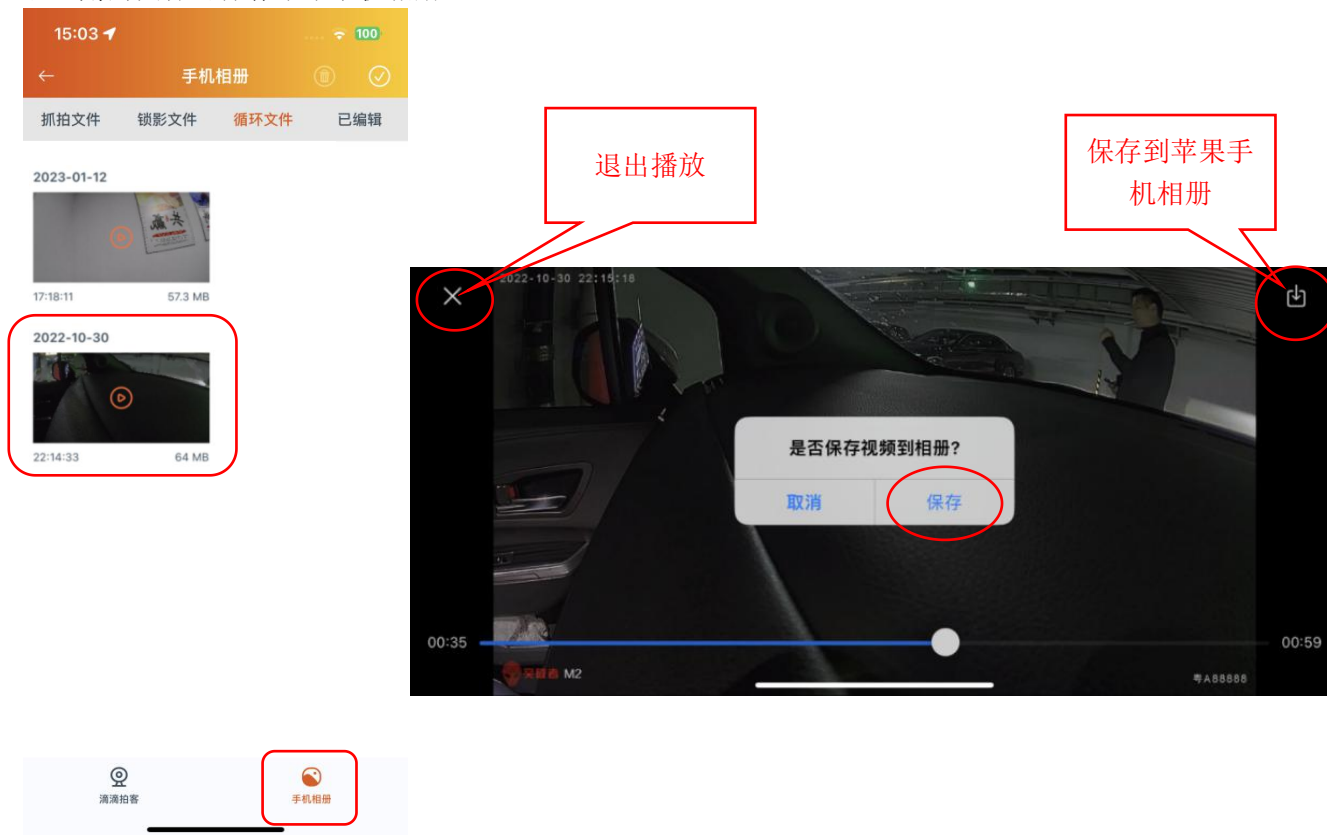 15:03
100
手机相册
抓拍文件 锁影文件 循环文件 已编辑
2023-01-12
17:18:11 57.3 MB
2022-10-30
22:14:33 64 MB
滴滴拍客
手机相册
退出播放
保存到苹果手
机相册
2022-10-30 22:15:18
是否保存视频到相册?
取消 保存
00:35 00:59
M2
粤A88888